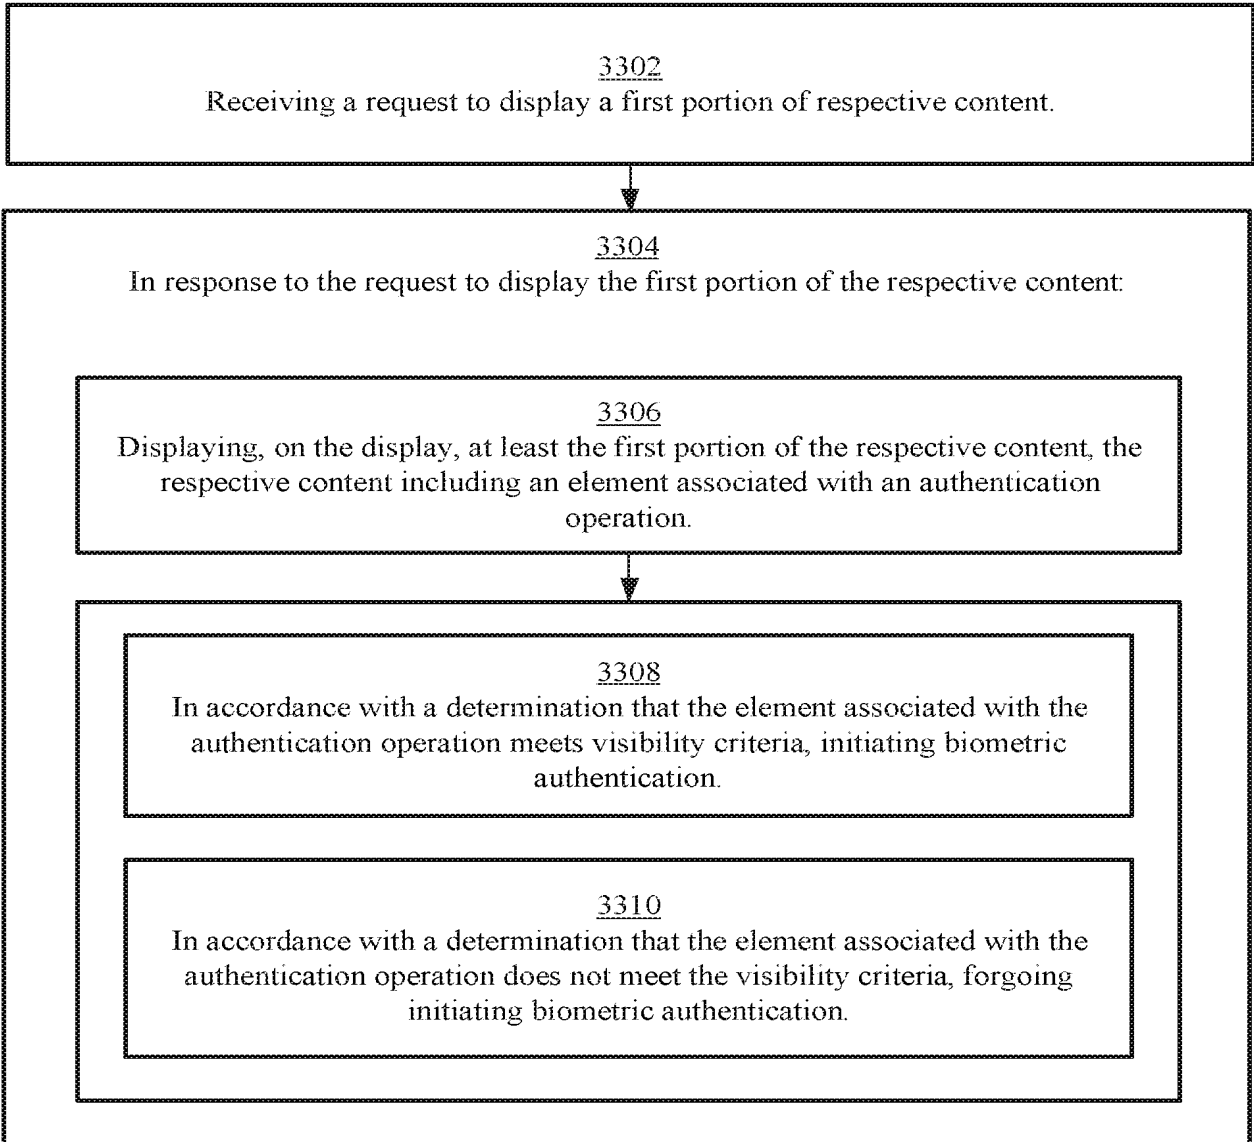 3302
Receiving a request to display a first portion of respective content.
3304
In response to the request to display the first portion of the respective content:
3306
Displaying, on the display, at least the first portion of the respective content, the
respective content including an element associated with an authentication
operation.
3308
In accordance with a determination that the element associated with the
authentication operation meets visibility criteria, initiating biometric
authentication.
3310
In accordance with a determination that the element associated with the
authentication operation does not meet the visibility criteria, forgoing
initiating biometric authentication.